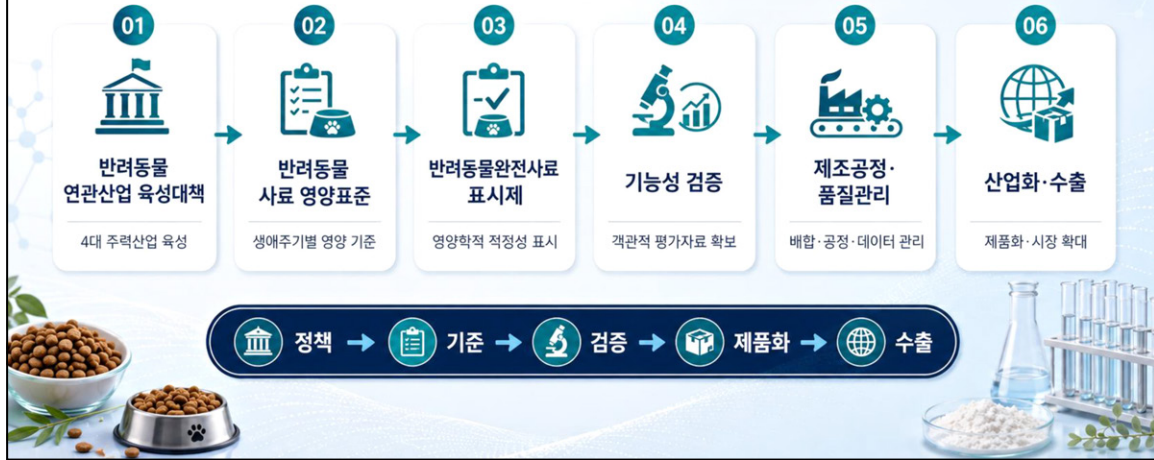 01
반려동물
연관산업 육성대책
4대 주력산업 육성
02
반려동물
사료 영양표준
생애주기별 영양 기준
03
반려동물완전사료
표시제
영양학적 적정성 표시
04
기능성 검증
객관적 평가자료 확보
05
제조공정·
품질관리
배합·공정·데이터 관리
06
산업화·수출
제품화·시장 확대
정책 → 기준 → 검증 → 제품화 → 수출